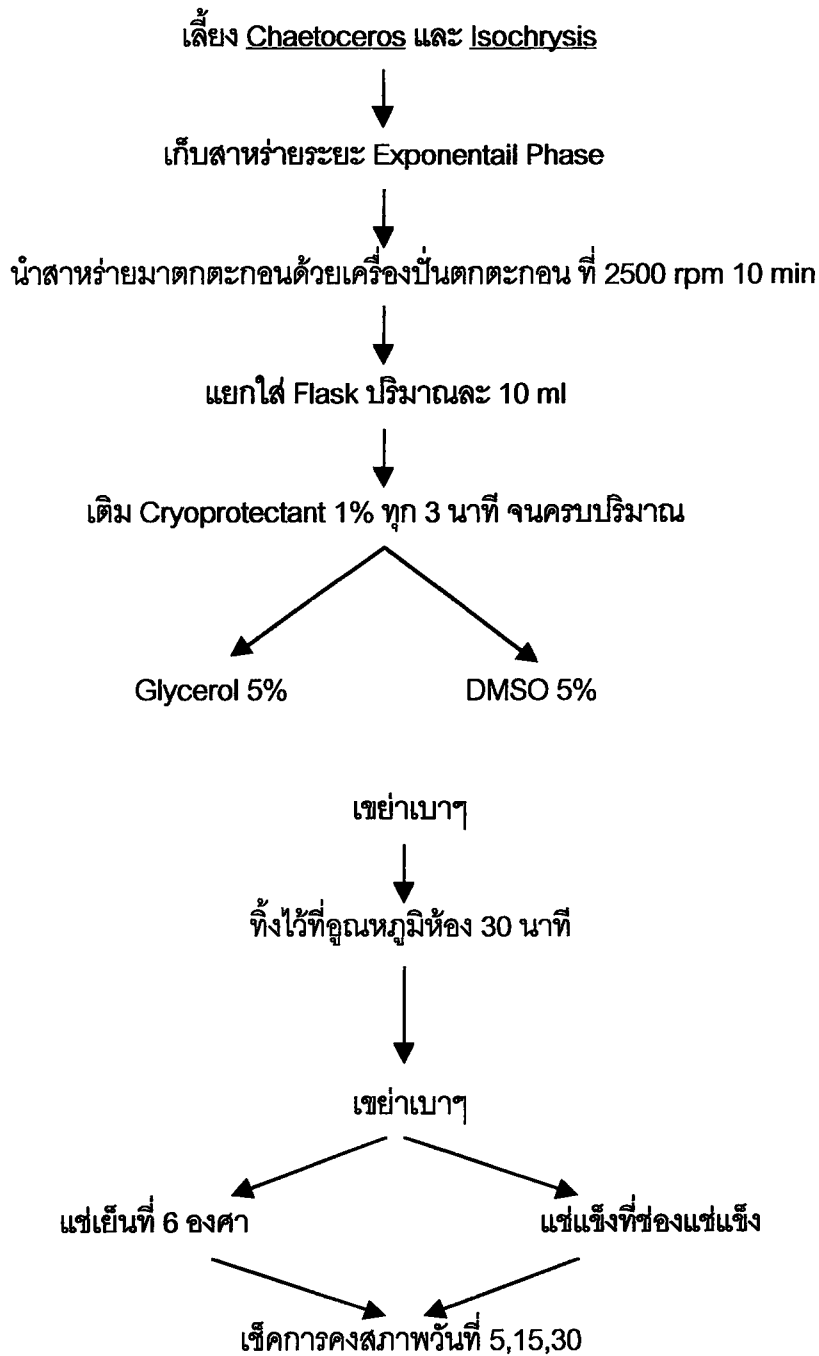 เลี้ยง Chaetoceros และ Isochrysis
เก็บสาหร่ายระยะ Exponentail Phase
นำสาหร่ายมาตกตะกอนด้วยเครื่องปั่นตกตะกอน ที่ 2500 rpm 10 min
แยกใส่ Flask ปริมาณละ 10 ml
เติม Cryoprotectant 1% ทุก 3 นาที จนครบปริมาณ
Glycerol 5% DMSO 5%
เขย่าเบาๆ
ทิ้งไว้ที่อูณหภูมิห้อง 30 นาที
เขย่าเบาๆ
แช่เย็นที่ 6 องศา แช่แข็งที่ช่องแช่แข็ง
เช็คการคงสภาพวันที่ 5,15,30